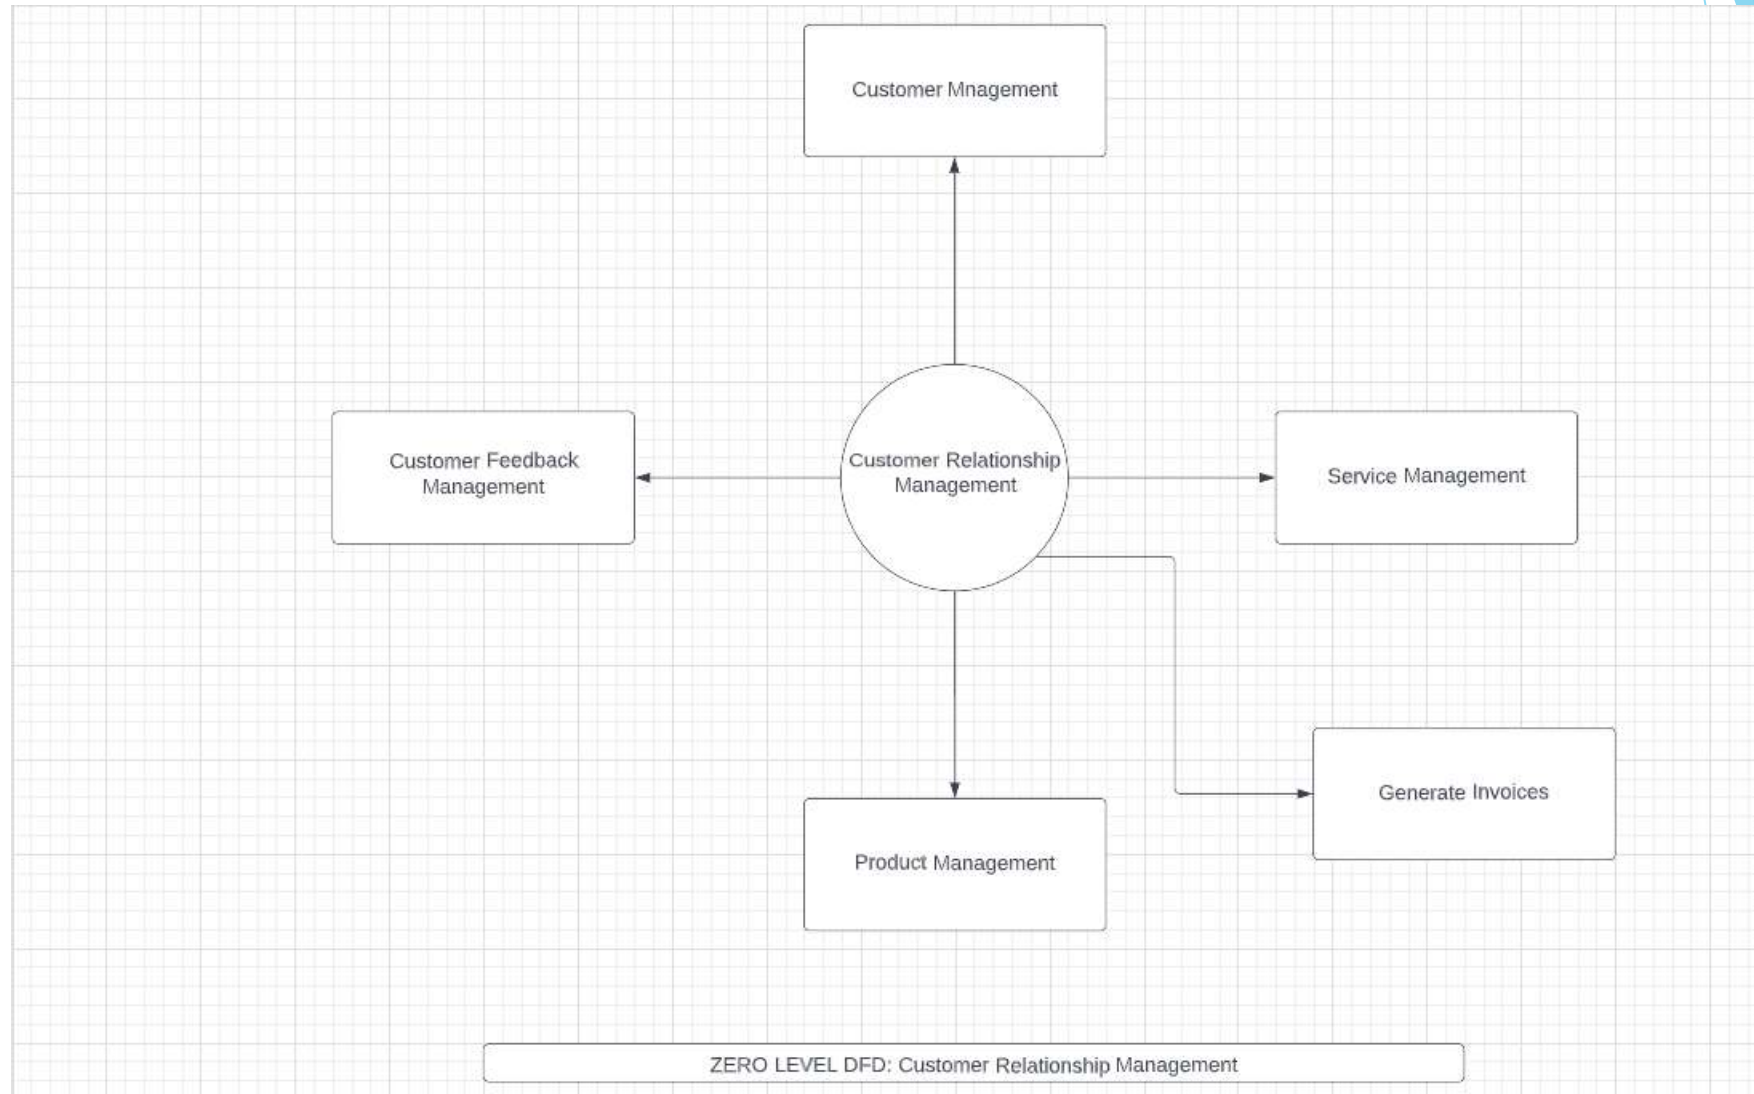 Customer Mnagement
Customer Feedback
Management
Customer Relationship
Management
Service Management
Generate Invoices
Product Management
ZERO LEVEL DFD: Customer Relationship Management